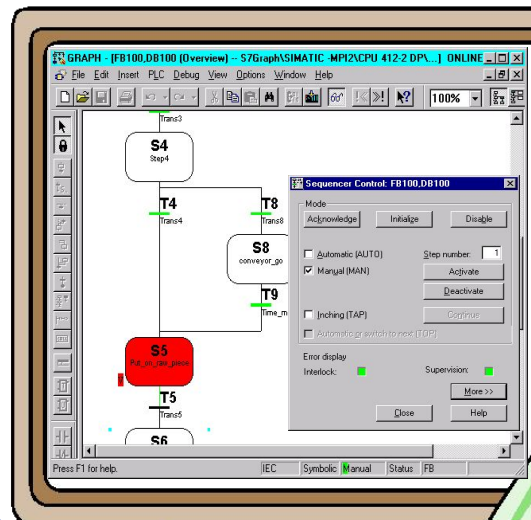 GRAPH - [FB100,DB100 (Overview) -- S7Graph\SIMATIC -MPI2\CPU 412-2 DP\...] ONLINE
File Edit Insert PLC Debug View Options Window Help
100%
Trans3
S4
Step4
T4
Trans4
T8
Trans8
S8
conveyor_go
T9
Time_m
S5
Put_on_raw_piese
T5
Trans5
S6
Sequencer Control: FB100,DB100
Mode
Acknowledge Initialize Disable
Automatic (AUTO) Step number: 1
Manual (MAN) Activate
Deactivate
Inching (TAP) Continue
Automatic or switch to next (TOP)
Error display
Interlock: Supervision:
More >>
Close Help
Press F1 for help. IEC Symbolic Manual Status FB